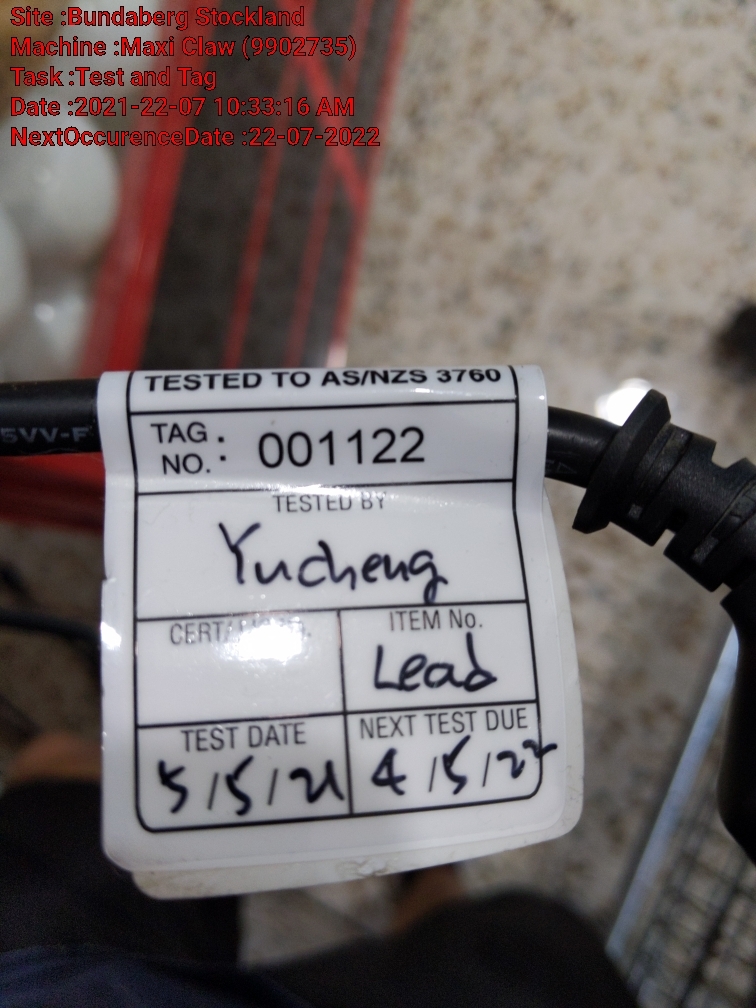 Site :Bundaberg Stockland
Machine :Maxi Claw (9902735)
Task :Test and Tag
Date :2021-22-07 10:33:16 AM
NextOccurenceDate :22-07-2022
TESTED TO AS/NZS 3760
5VV-F
TAG NO. : 001122
TESTED BY
Yucheng
ITEM No.
Lead
TEST DATE
NEXT TEST DUE
5/5/21
4/5/22